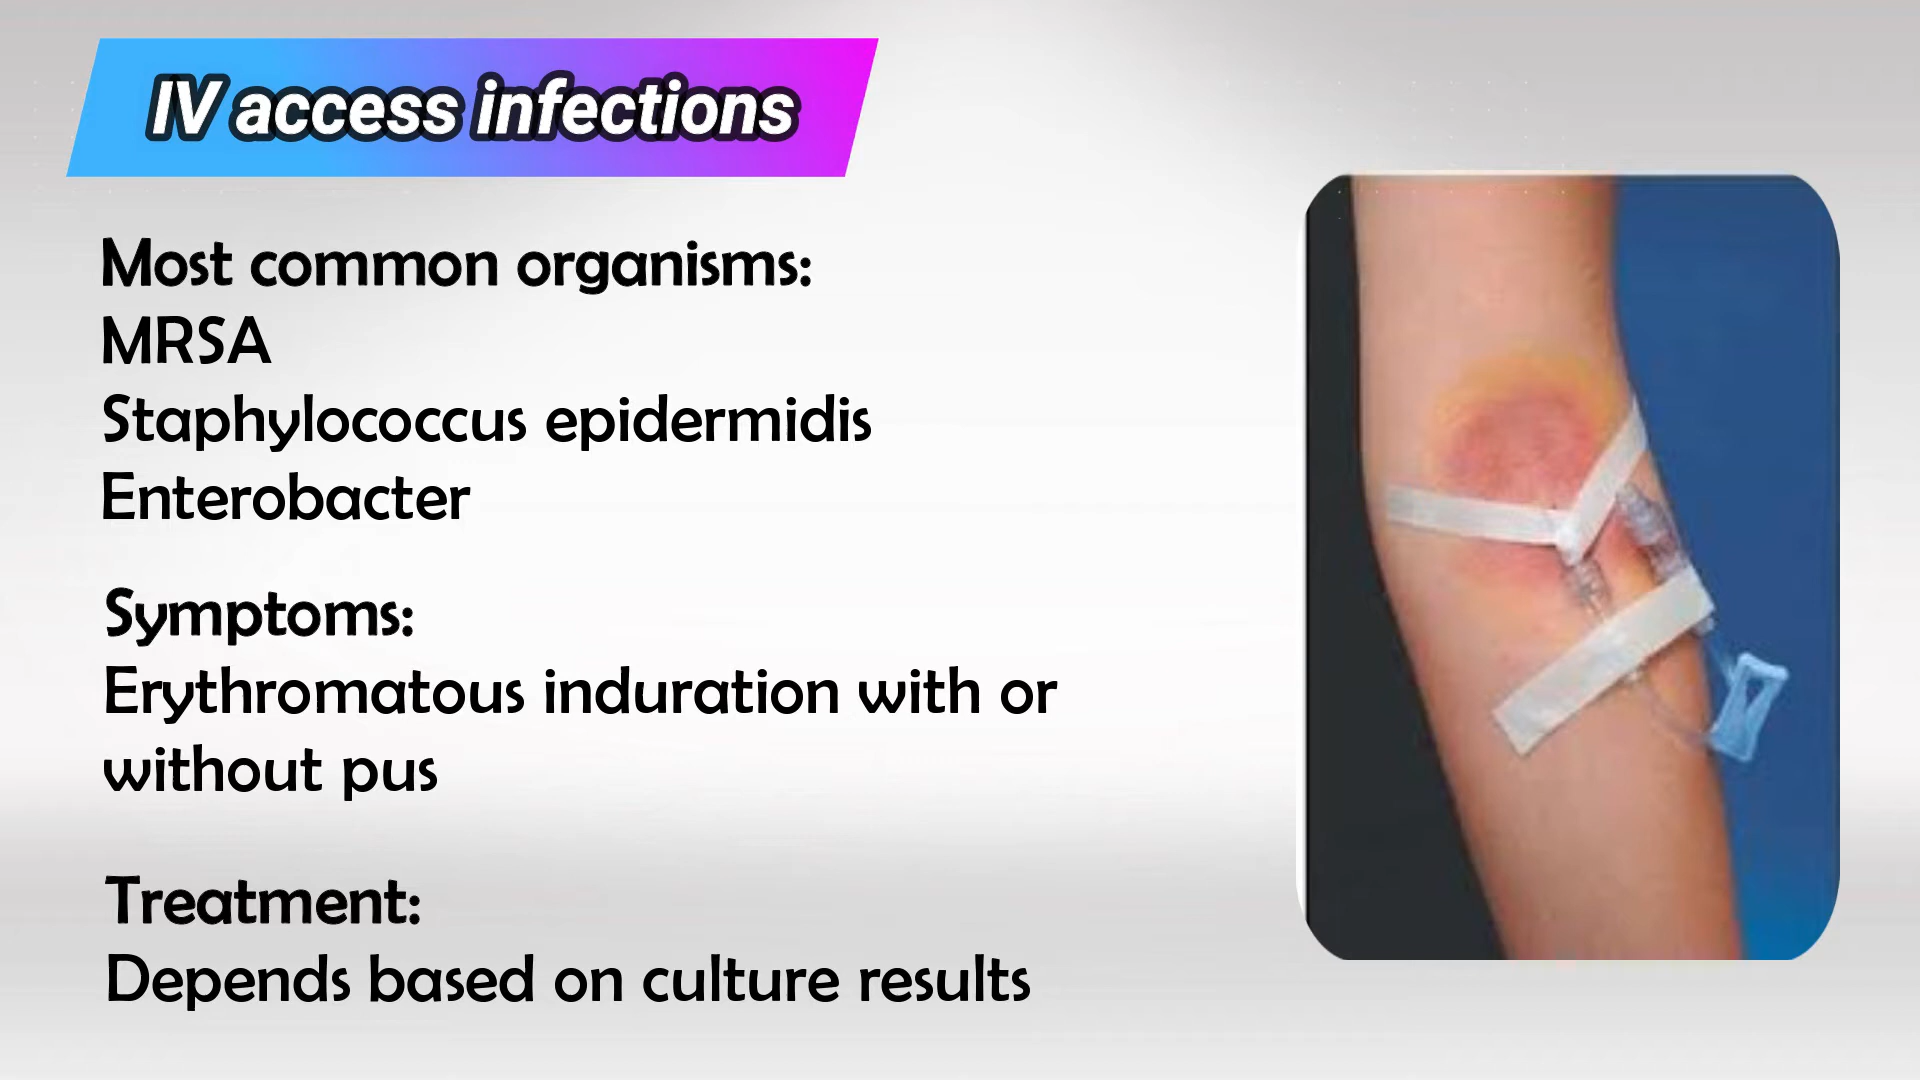 IV access infections
Most common organisms:
MRSA
Staphylococcus epidermidis
Enterobacter
Symptoms:
Erythromatous induration with or
without pus
Treatment:
Depends based on culture results